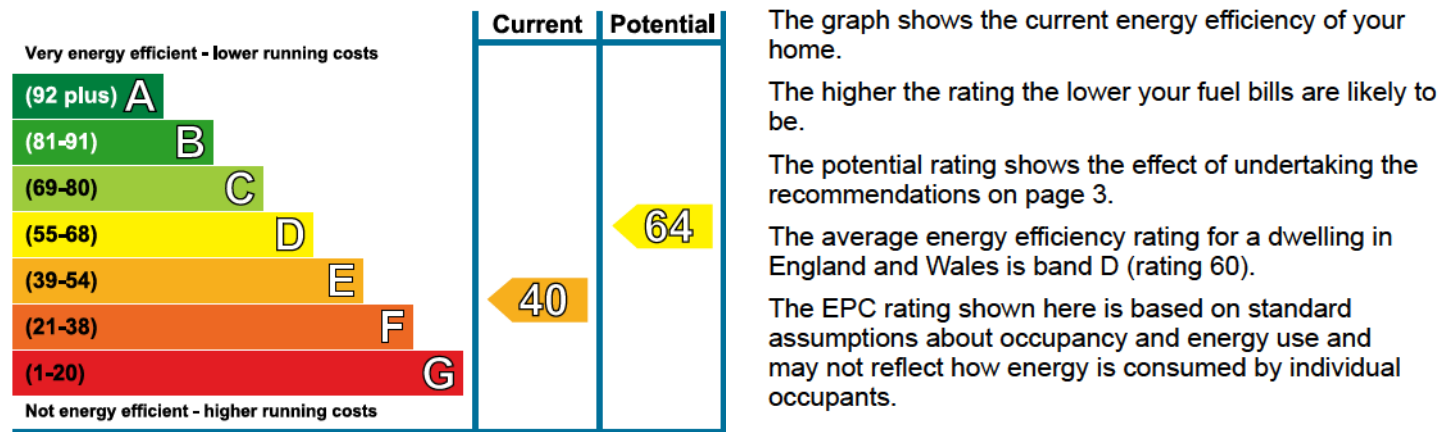 Current Potential
Very energy efficient - lower running costs
(92 plus) A
(81-91) B
(69-80) C
(55-68) D
(39-54) E
(21-38) F
(1-20) G
Not energy efficient - higher running costs
40
64
The graph shows the current energy efficiency of your
home.
The higher the rating the lower your fuel bills are likely to
be.
The potential rating shows the effect of undertaking the
recommendations on page 3.
The average energy efficiency rating for a dwelling in
England and Wales is band D (rating 60).
The EPC rating shown here is based on standard
assumptions about occupancy and energy use and
may not reflect how energy is consumed by individual
occupants.